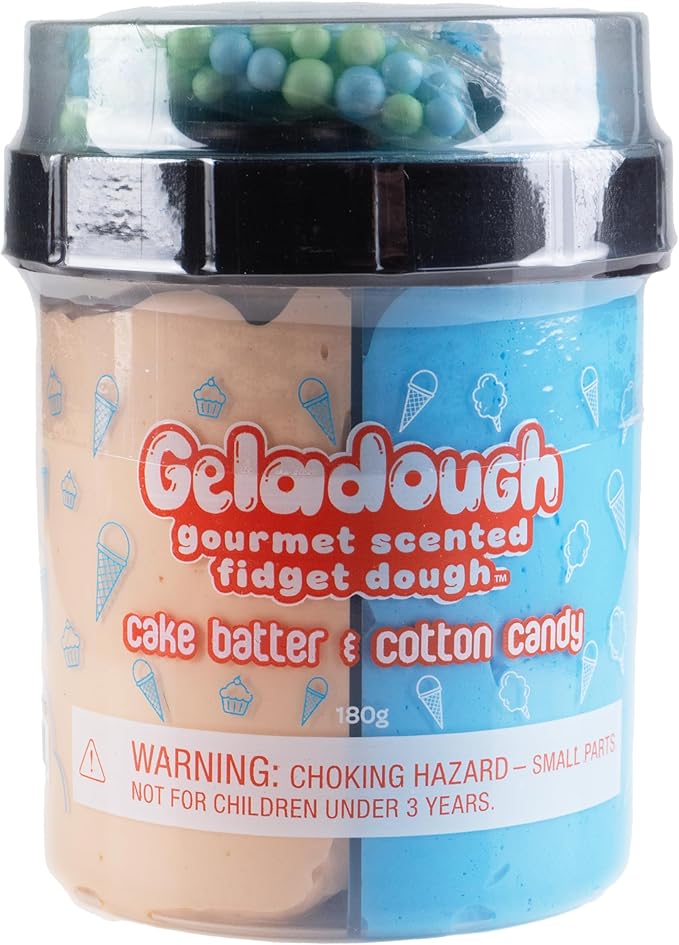 Geladough
gourmet scented
fidget dough™
cake batter & cotton candy
180g
WARNING: CHOKING HAZARD – SMALL PARTS
NOT FOR CHILDREN UNDER 3 YEARS.